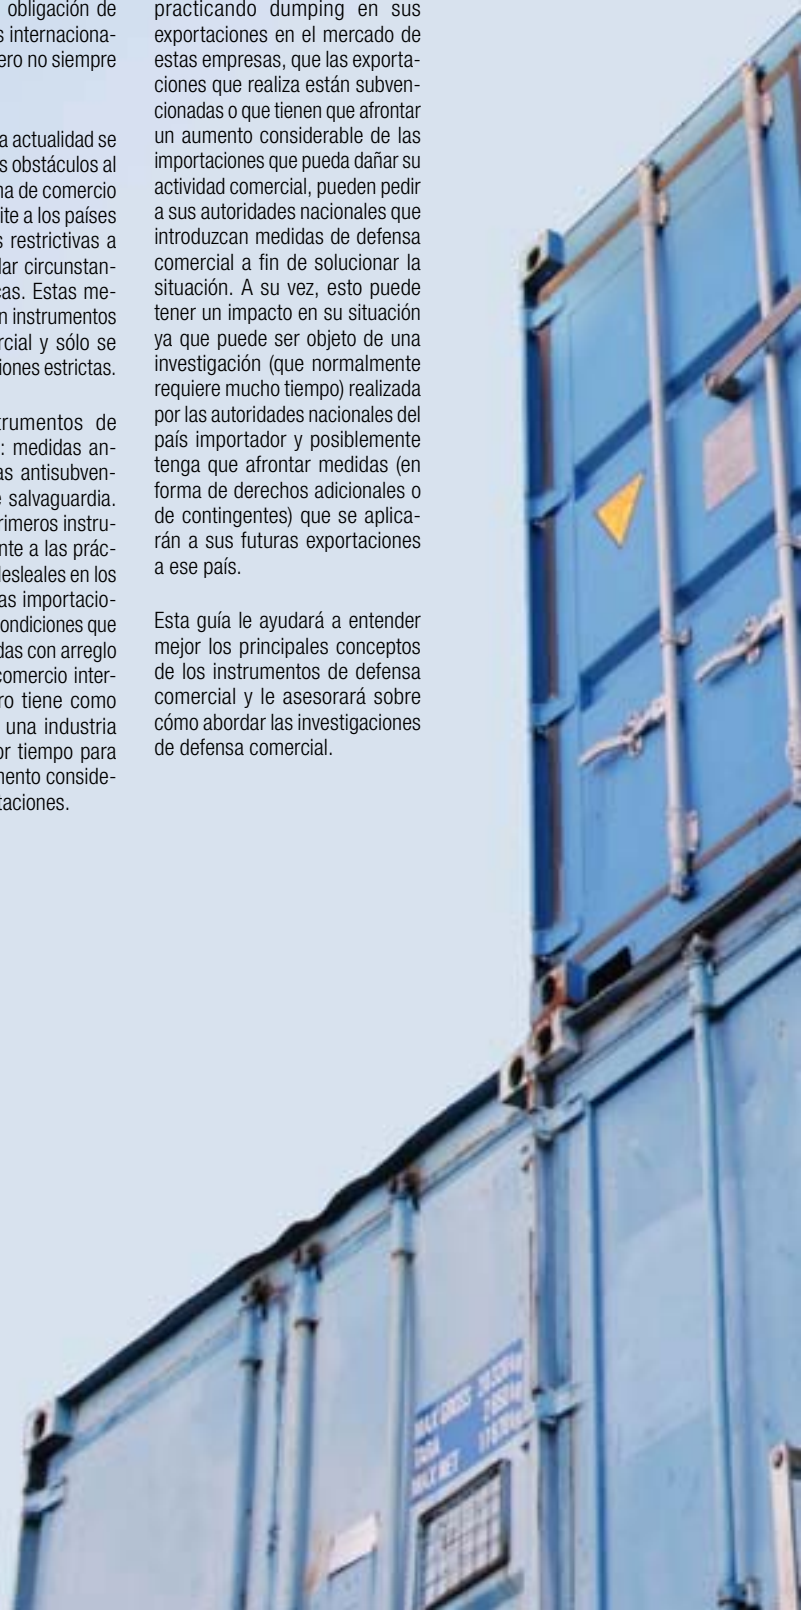 obligación de
s internaciona-
ero no siempre
a actualidad se
s obstáculos al
na de comercio
ite a los países
s restrictivas a
lar circunstan-
cas. Estas me-
n instrumentos
rcial y sólo se
iones estrictas.
trumentos de
: medidas an-
as antisubven-
e salvaguardia.
rimeros instru-
nte a las prác-
lesleales en los
as importacio-
ondiciones que
das con arreglo
comercio inter-
ro tiene como
una industria
or tiempo para
mento conside-
taciones.
practicando dumping en sus
exportaciones en el mercado de
estas empresas, que las exporta-
ciones que realiza están subven-
cionadas o que tienen que afrontar
un aumento considerable de las
importaciones que pueda dañar su
actividad comercial, pueden pedir
a sus autoridades nacionales que
introduzcan medidas de defensa
comercial a fin de solucionar la
situación. A su vez, esto puede
tener un impacto en su situación
ya que puede ser objeto de una
investigación (que normalmente
requiere mucho tiempo) realizada
por las autoridades nacionales del
país importador y posiblemente
tenga que afrontar medidas (en
forma de derechos adicionales o
de contingentes) que se aplica-
rán a sus futuras exportaciones
a ese país.
Esta guía le ayudará a entender
mejor los principales conceptos
de los instrumentos de defensa
comercial y le asesorará sobre
cómo abordar las investigaciones
de defensa comercial.
MAX GROSS
TARA
MAX NET